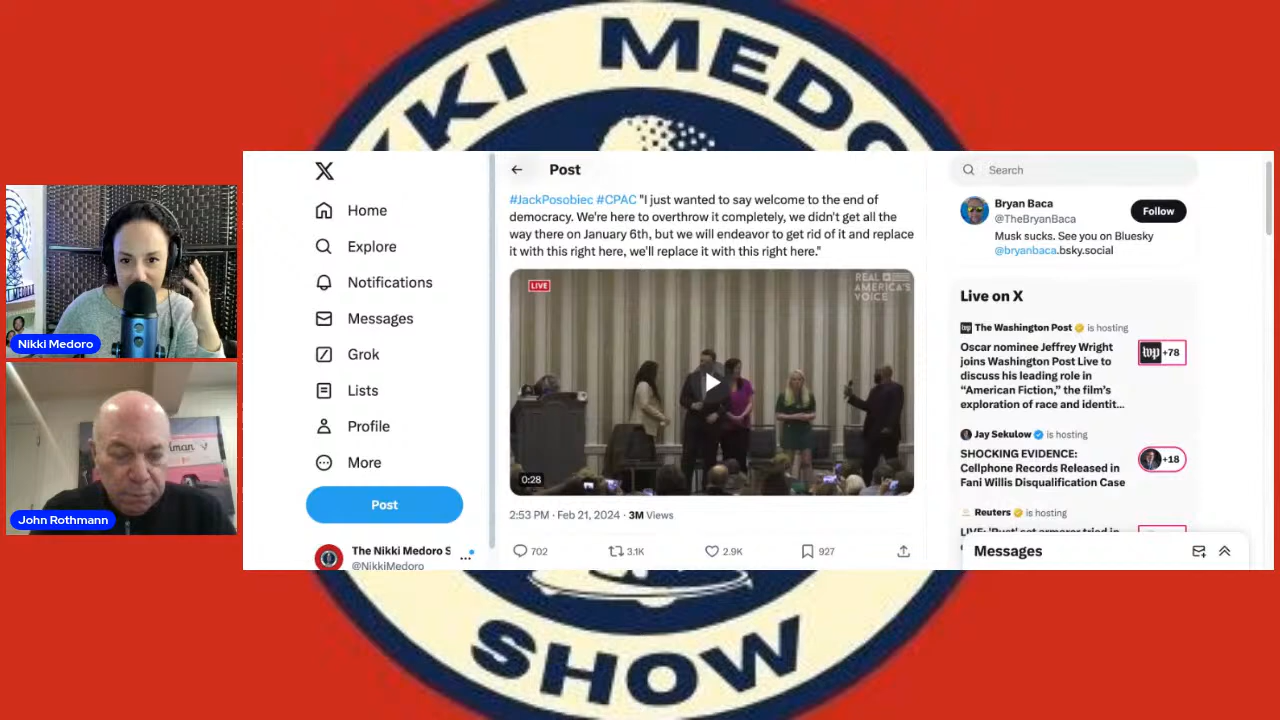 KKI MEDO
SHOW
Nikki Medoro
John Rothmann
Home
Explore
Notifications
Messages
Grok
Lists
Profile
More
Post
The Nikki Medoro S
@NikkiMedoro
Post
#JackPosobiec #CPAC "I just wanted to say welcome to the end of
democracy. We're here to overthrow it completely, we didn't get all the
way there on January 6th, but we will endeavor to get rid of it and replace
it with this right here, we'll replace it with this right here."
LIVE
REAL
AMERICA'S
VOICE
0:28
2:53 PM · Feb 21, 2024 · 3M Views
702
3.1K
2.9K
927
Search
Bryan Baca
@TheBryanBaca
Follow
Musk sucks. See you on Bluesky
@bryanbaca.bsky.social
Live on X
The Washington Post is hosting
Oscar nominee Jeffrey Wright
joins Washington Post Live to
discuss his leading role in
“American Fiction,” the film’s
exploration of race and identit...
wp +78
Jay Sekulow is hosting
SHOCKING EVIDENCE:
Cellphone Records Released in
Fani Willis Disqualification Case
+18
Reuters is hosting
Messages